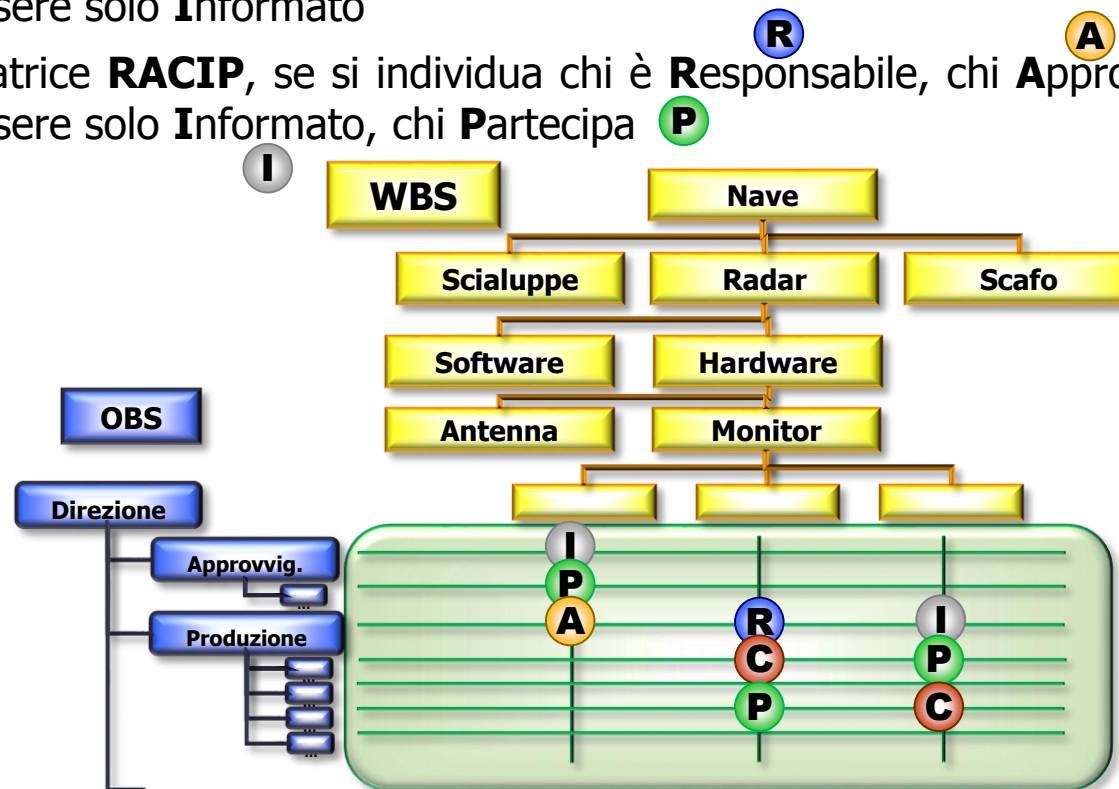 sere solo Informato
R A
atrice RACIP, se si individua chi è Responsabile, chi Appro
sere solo Informato, chi Partecipa P
I
WBS Nave
Scialuppe Radar Scafo
Software Hardware
OBS
Antenna Monitor
Direzione
I
Approvvig.
P
...
A R I
Produzione
C P
P C
...